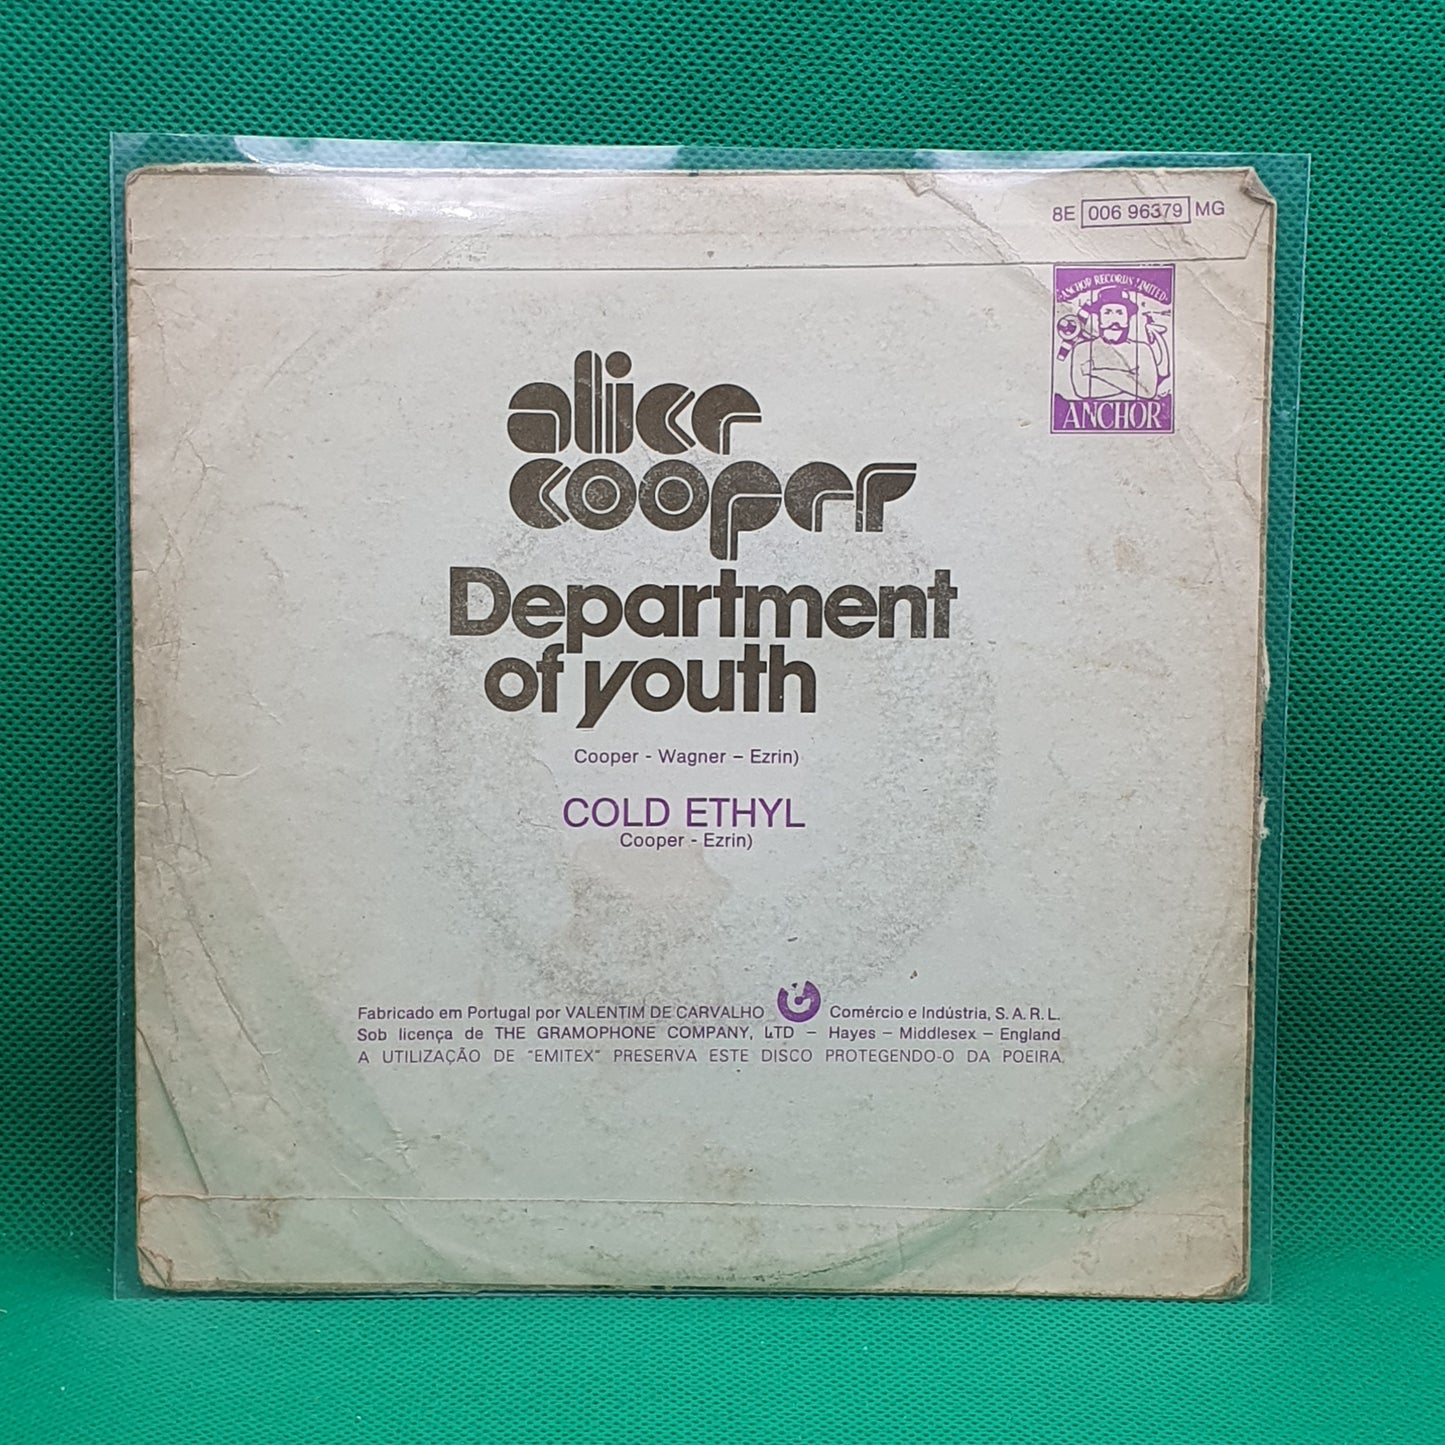 8E 006 96379 MG
ANCHOR RECORDS LIMITED
ANCHOR
alice
cooper
Department
of youth
Cooper - Wagner – Ezrin)
COLD ETHYL
Cooper - Ezrin)
Fabricado em Portugal por VALENTIM DE CARVALHO Comércio e Indústria, S. A. R. L.
Sob licença de THE GRAMOPHONE COMPANY, LTD – Hayes – Middlesex – England
A UTILIZAÇÃO DE "EMITEX" PRESERVA ESTE DISCO PROTEGENDO-O DA POEIRA.